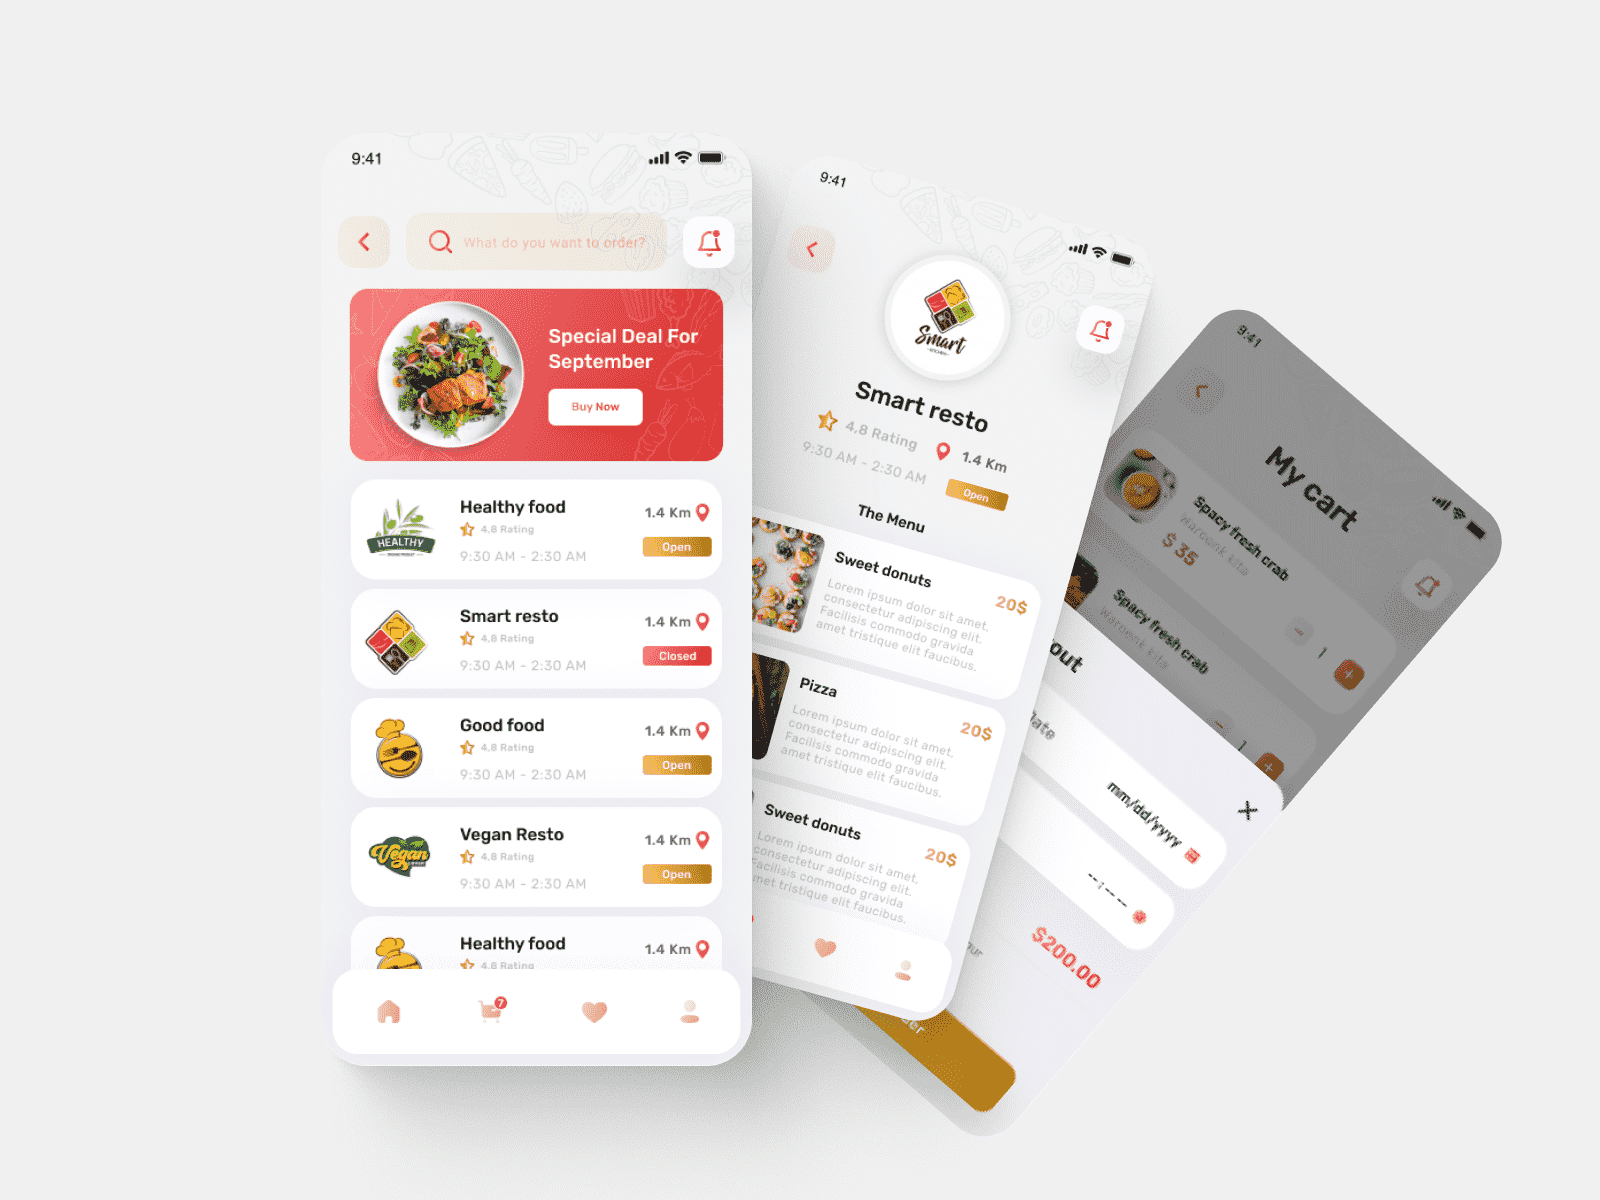 9:41
What do you want to order?
Special Deal For
September
Buy Now
HEALTHY
Healthy food
4,8 Rating
9:30 AM - 2:30 AM
1.4 Km
Open
Smart resto
4,8 Rating
9:30 AM - 2:30 AM
1.4 Km
Closed
Good food
4,8 Rating
9:30 AM - 2:30 AM
1.4 Km
Open
Vegan
Vegan Resto
4,8 Rating
9:30 AM - 2:30 AM
1.4 Km
Open
Healthy food
4,8 Rating
1.4 Km
7
9:41
Smart
Smart resto
4,8 Rating
1.4 Km
9:30 AM - 2:30 AM
Open
The Menu
Sweet donuts
20$
Lorem ipsum dolor sit amet,
consectetur adipiscing elit.
Facilisis commodo gravida
amet tristique elit faucibus.
Pizza
20$
Lorem ipsum dolor sit amet,
consectetur adipiscing elit.
Facilisis commodo gravida
amet tristique elit faucibus.
Sweet donuts
20$
Lorem ipsum dolor sit amet,
consectetur adipiscing elit.
Facilisis commodo gravida
amet tristique elit faucibus.
9:41
My cart
Spacy fresh crab
Waroenk kita
$ 35
1
Spacy fresh crab
Waroenk kita
1
out
mm/dd/yyyy
$200.00